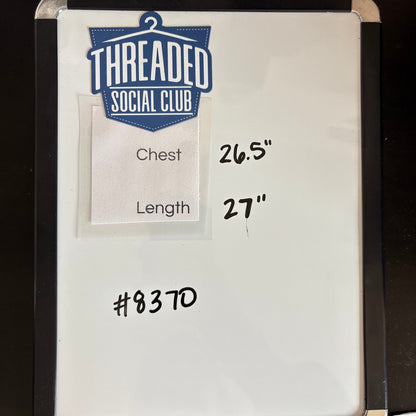 THREADED
SOCIAL CLUB
Chest 26.5"
Length 27"
#8370